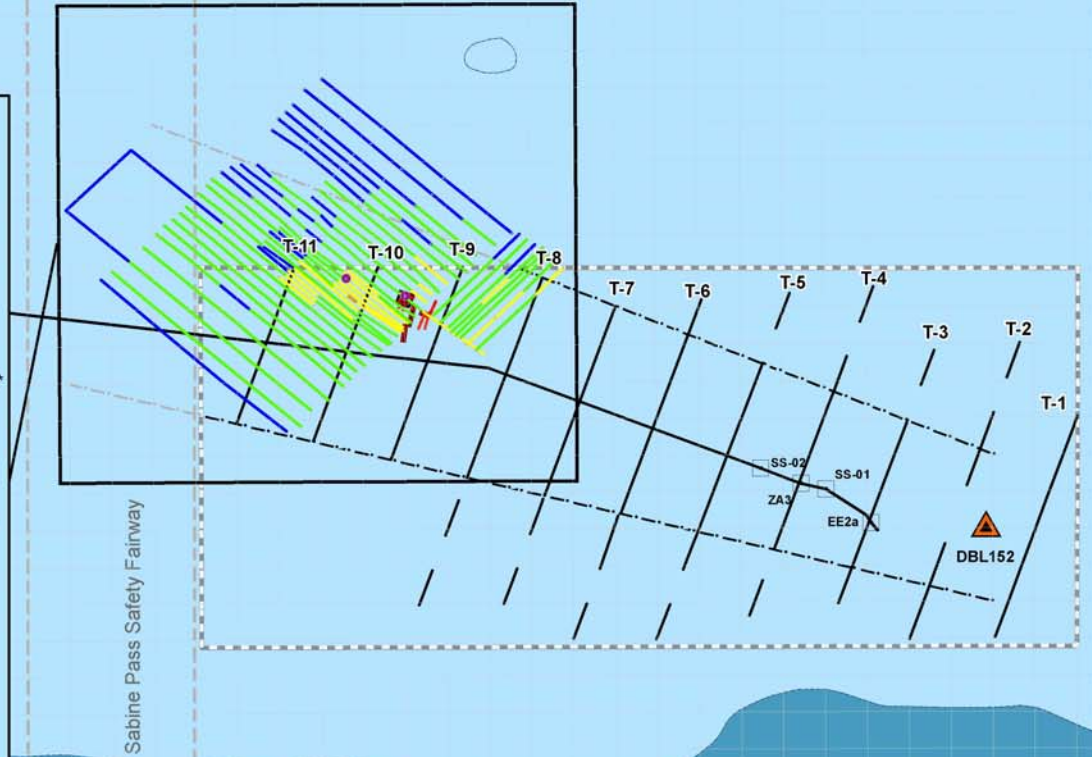 T-11
T-10
T-9
T-8
T-7
T-6
T-5
T-4
T-3
T-2
T-1
SS-02
SS-01
ZA3
EE2a
DBL152
Sabine Pass Safety Fairway